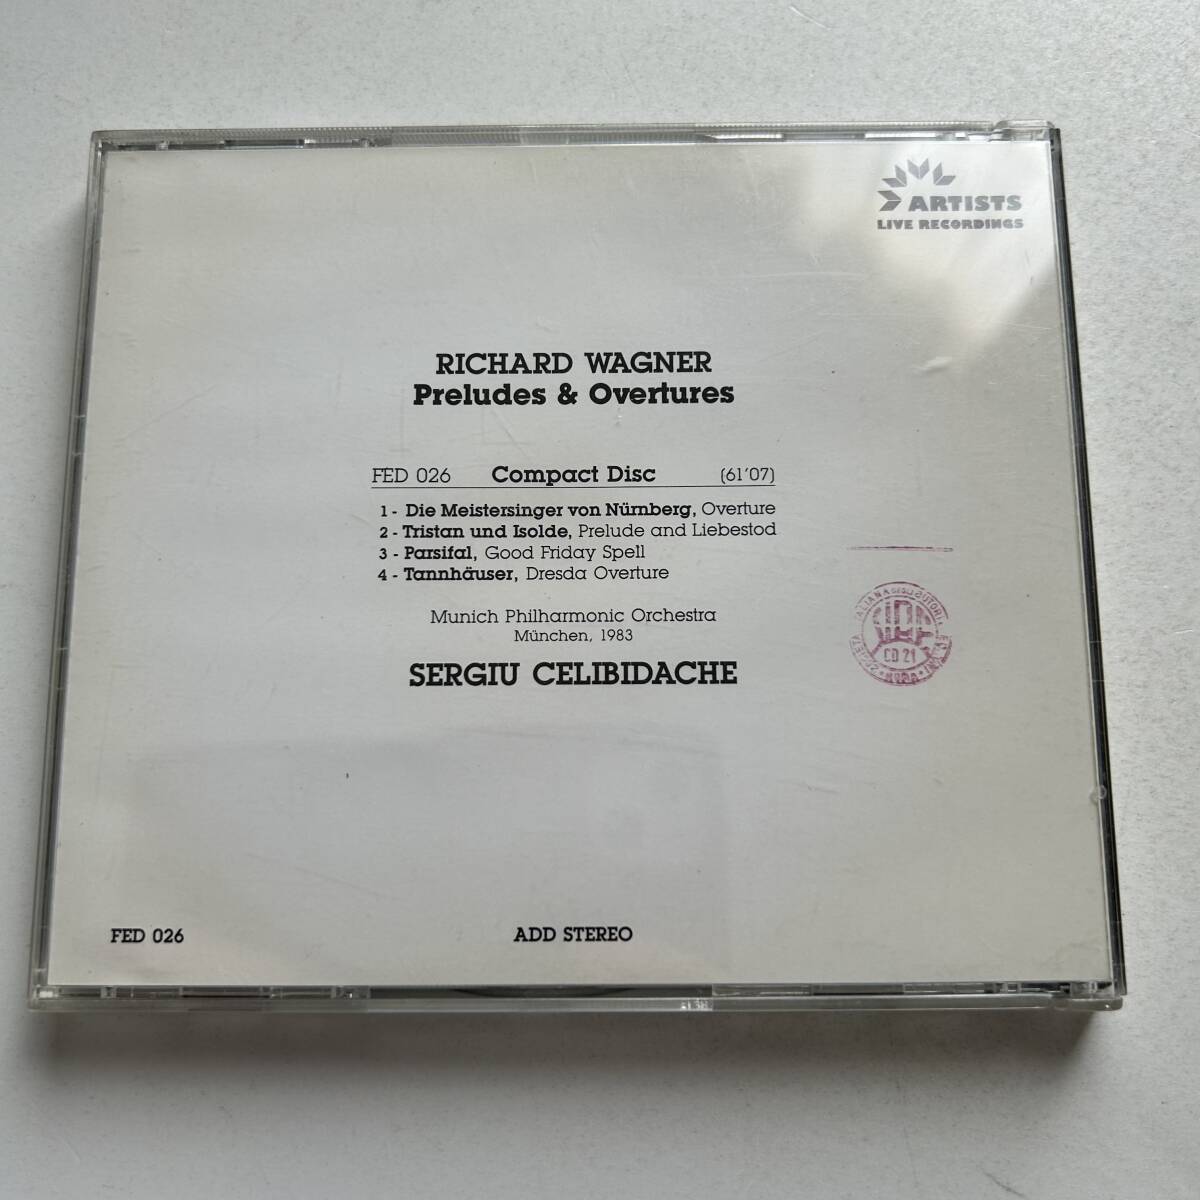 ARTISTS
LIVE RECORDINGS
RICHARD WAGNER
Preludes & Overtures
FED 026 Compact Disc (61'07)
1 - Die Meistersinger von Nürnberg, Overture
2 - Tristan und Isolde, Prelude and Liebestod
3 - Parsifal, Good Friday Spell
4 - Tannhäuser, Dresda Overture
Munich Philharmonic Orchestra
München, 1983
SERGIU CELIBIDACHE
CD 21
FED 026
ADD STEREO